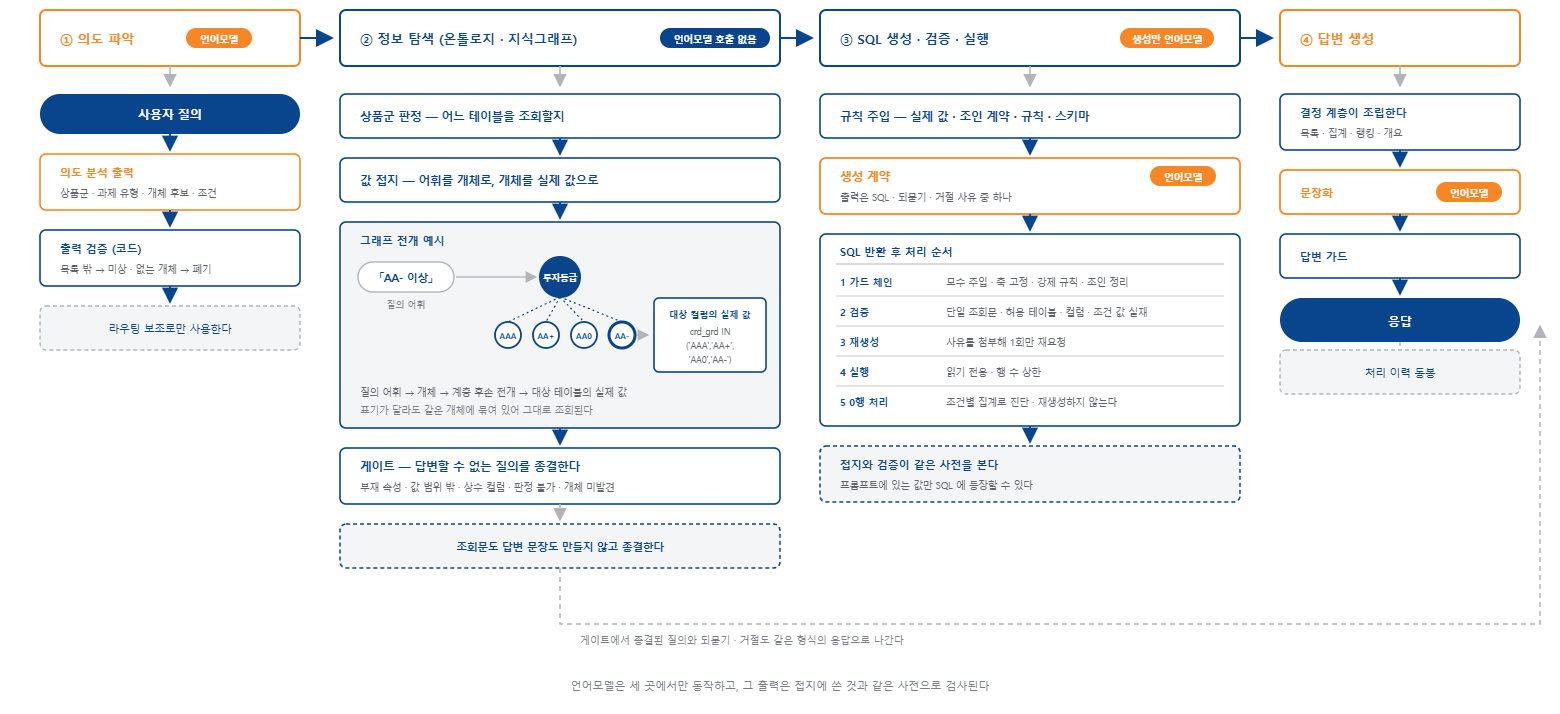 ① 의도 파악
언어모델
② 정보 탐색 (온톨로지 · 지식그래프)
언어모델 호출 없음
③ SQL 생성 · 검증 · 실행
생성만 언어모델
④ 답변 생성
사용자 질의
의도 분석 출력
상품군 · 과제 유형 · 개체 후보 · 조건
출력 검증 (코드)
목록 밖 → 미상 · 없는 개체 → 폐기
라우팅 보조로만 사용한다
상품군 판정 — 어느 테이블을 조회할지
값 접지 — 어휘를 개체로, 개체를 실제 값으로
그래프 전개 예시
「AA- 이상」
질의 어휘
투자등급
AAA
AA+
AA0
AA-
대상 컬럼의 실제 값
crd_grd IN
('AAA','AA+',
'AA0','AA-')
질의 어휘 → 개체 → 계층 후손 전개 → 대상 테이블의 실제 값
표기가 달라도 같은 개체에 묶여 있어 그대로 조회된다
게이트 — 답변할 수 없는 질의를 종결한다
부재 속성 · 값 범위 밖 · 상수 컬럼 · 판정 불가 · 개체 미발견
조회문도 답변 문장도 만들지 않고 종결한다
규칙 주입 — 실제 값 · 조인 계약 · 규칙 · 스키마
생성 계약
언어모델
출력은 SQL · 되묻기 · 거절 사유 중 하나
SQL 반환 후 처리 순서
1 가드 체인 모수 주입 · 축 고정 · 강제 규칙 · 조인 정리
2 검증 단일 조회문 · 허용 테이블 · 컬럼 · 조건 값 실재
3 재생성 사유를 첨부해 1회만 재요청
4 실행 읽기 전용 · 행 수 상한
5 0행 처리 조건별 집계로 진단 · 재생성하지 않는다
접지와 검증이 같은 사전을 본다
프롬프트에 있는 값만 SQL 에 등장할 수 있다
결정 계층이 조립한다
목록 · 집계 · 랭킹 · 개요
문장화
언어모델
답변 가드
응답
처리 이력 동봉
게이트에서 종결된 질의와 되묻기 · 거절도 같은 형식의 응답으로 나간다
언어모델은 세 곳에서만 동작하고, 그 출력은 접지에 쓴 것과 같은 사전으로 검사된다